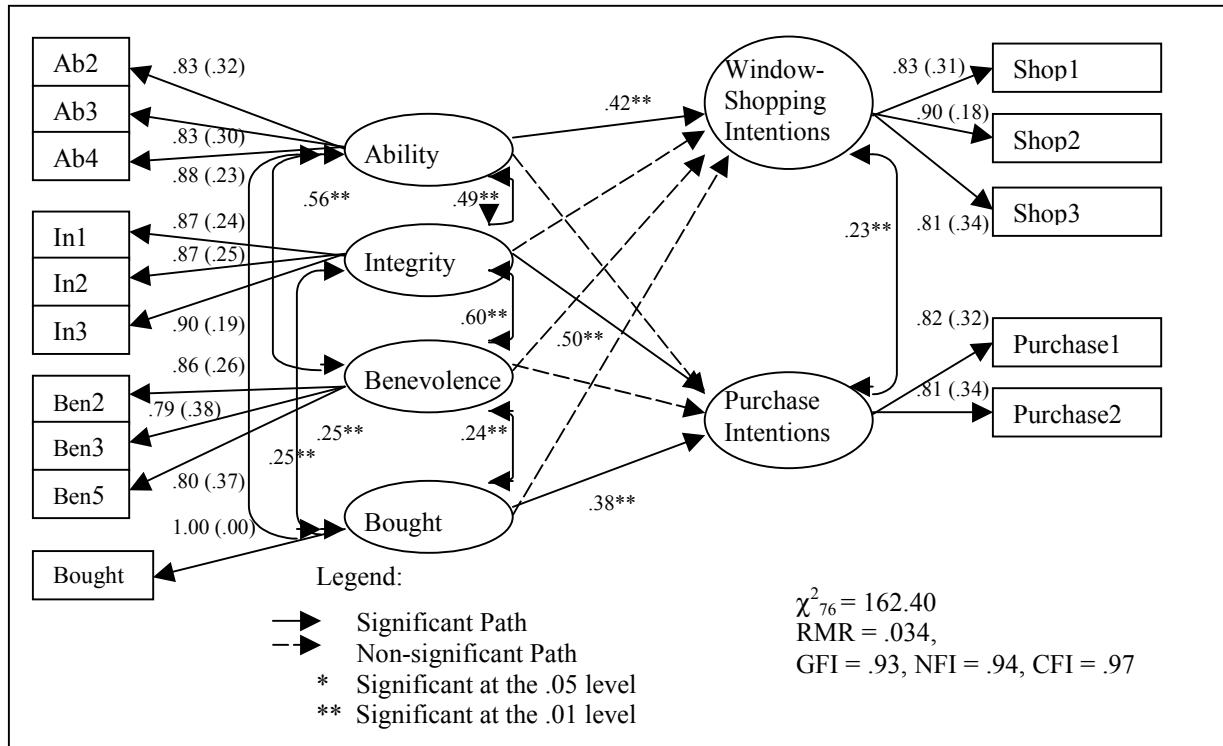 Ab2
Ab3
Ab4
In1
In2
In3
Ben2
Ben3
Ben5
Bought
.83 (.32)
.83 (.30)
.88 (.23)
.87 (.24)
.87 (.25)
.90 (.19)
.86 (.26)
.79 (.38)
.80 (.37)
1.00 (.00)
Ability
Integrity
Benevolence
Bought
.56**
.49**
.60**
.25**
.25**
.24**
.42**
.50**
.38**
Window-
Shopping
Intentions
Purchase
Intentions
.23**
.83 (.31)
.90 (.18)
.81 (.34)
.82 (.32)
.81 (.34)
Shop1
Shop2
Shop3
Purchase1
Purchase2
Legend:
Significant Path
Non-significant Path
* Significant at the .05 level
** Significant at the .01 level
χ²₇₆ = 162.40
RMR = .034,
GFI = .93, NFI = .94, CFI = .97